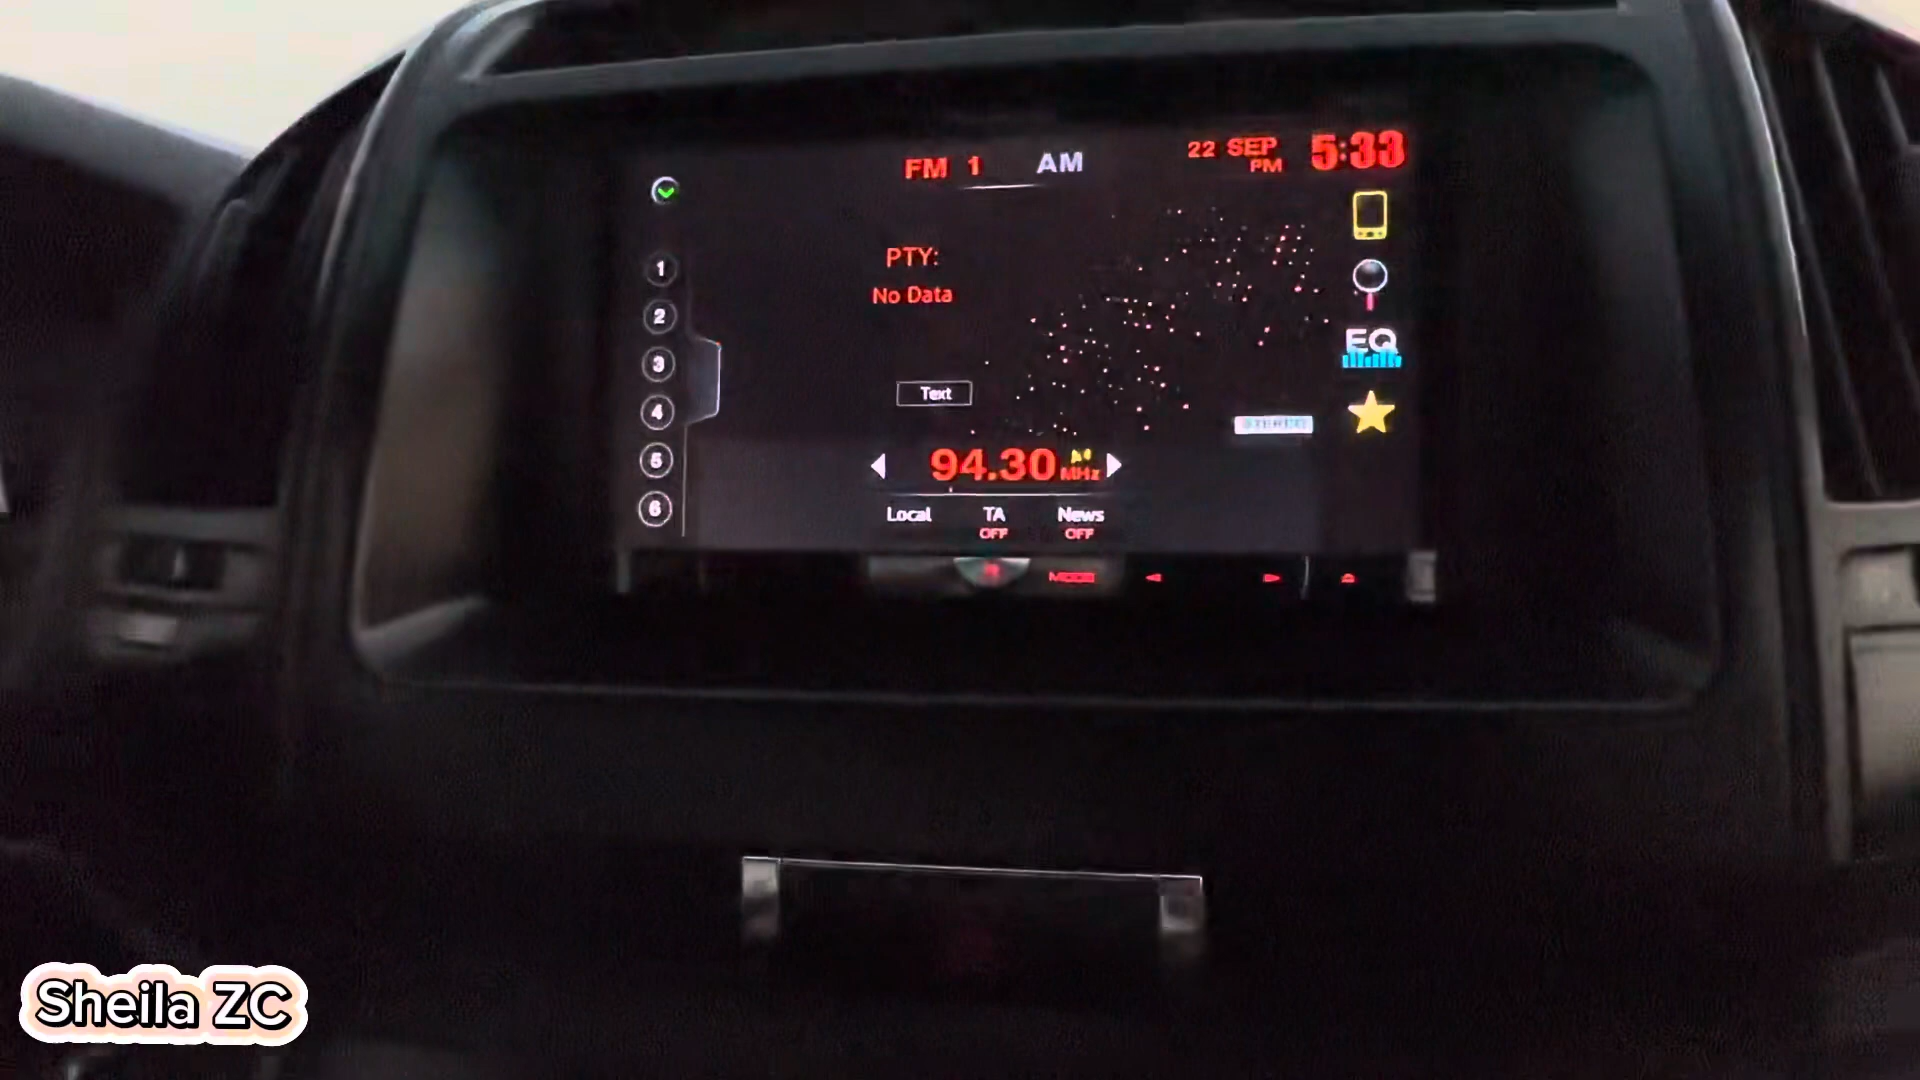 FM 1 AM
22 SEP
PM
5:33
PTY:
No Data
1
2
3
4
5
6
EQ
Text
94.30 MHz
Local TA News
OFF OFF
MODE
Sheila ZC